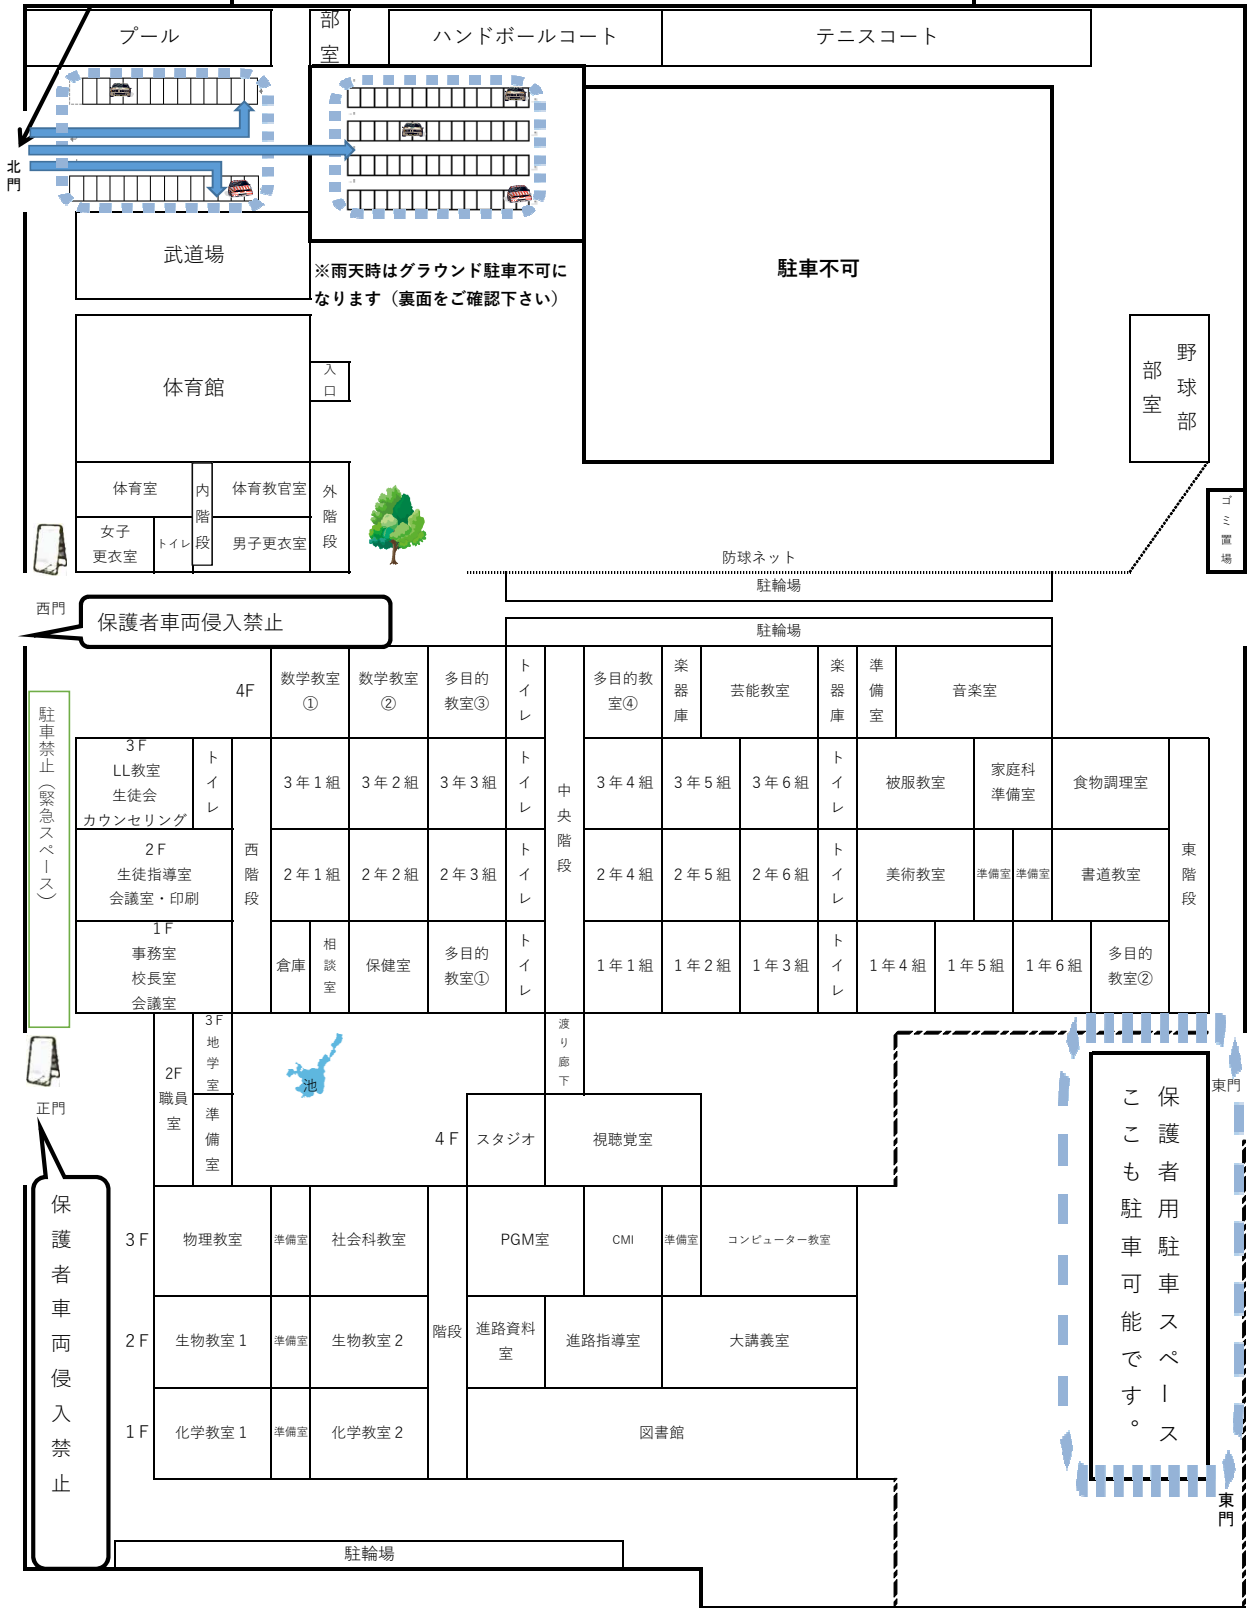 プール
部室
ハンドボールコート
テニスコート
北門
武道場
※雨天時はグラウンド駐車不可に
なります（裏面をご確認下さい）
駐車不可
体育館
入口
野球部
部室
体育室
内階段
体育教官室
外階段
女子
更衣室
トイレ
男子更衣室
ゴミ置場
防球ネット
駐輪場
西門
保護者車両侵入禁止
駐輪場
4F
数学教室
①
数学教室
②
多目的
教室③
トイレ
多目的教
室④
楽器庫
芸能教室
楽器庫
準備室
音楽室
駐車禁止（緊急スペース）
3F
LL教室
生徒会
カウンセリング
トイレ
3年1組
3年2組
3年3組
トイレ
中央階段
3年4組
3年5組
3年6組
トイレ
被服教室
家庭科
準備室
食物調理室
2F
生徒指導室
会議室・印刷
西階段
2年1組
2年2組
2年3組
トイレ
2年4組
2年5組
2年6組
トイレ
美術教室
準備室
準備室
書道教室
東階段
1F
事務室
校長室
会議室
倉庫
相談室
保健室
多目的
教室①
トイレ
1年1組
1年2組
1年3組
トイレ
1年4組
1年5組
1年6組
多目的
教室②
正門
2F
職員
室
3F
地学室
準備室
池
渡り廊下
4F
スタジオ
視聴覚室
東門
保護者用駐車スペース
ここも駐車可能です。
保護者車両侵入禁止
3F
物理教室
準備室
社会科教室
PGM室
CMI
準備室
コンピューター教室
2F
生物教室1
準備室
生物教室2
階段
進路資料
室
進路指導室
大講義室
1F
化学教室1
準備室
化学教室2
図書館
東門
駐輪場